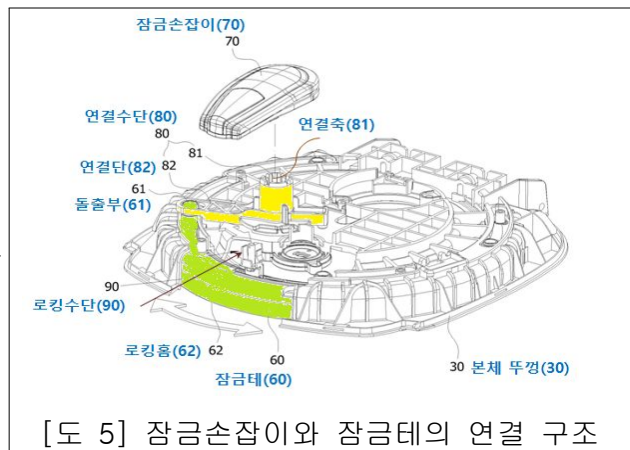 잠금손잡이(70)
70
연결수단(80)
80
연결축(81)
81
연결단(82)
82
61
돌출부(61)
90
로킹수단(90)
로킹홈(62) 62
60
잠금테(60)
30 본체 뚜껑(30)
[도 5] 잠금손잡이와 잠금테의 연결 구조